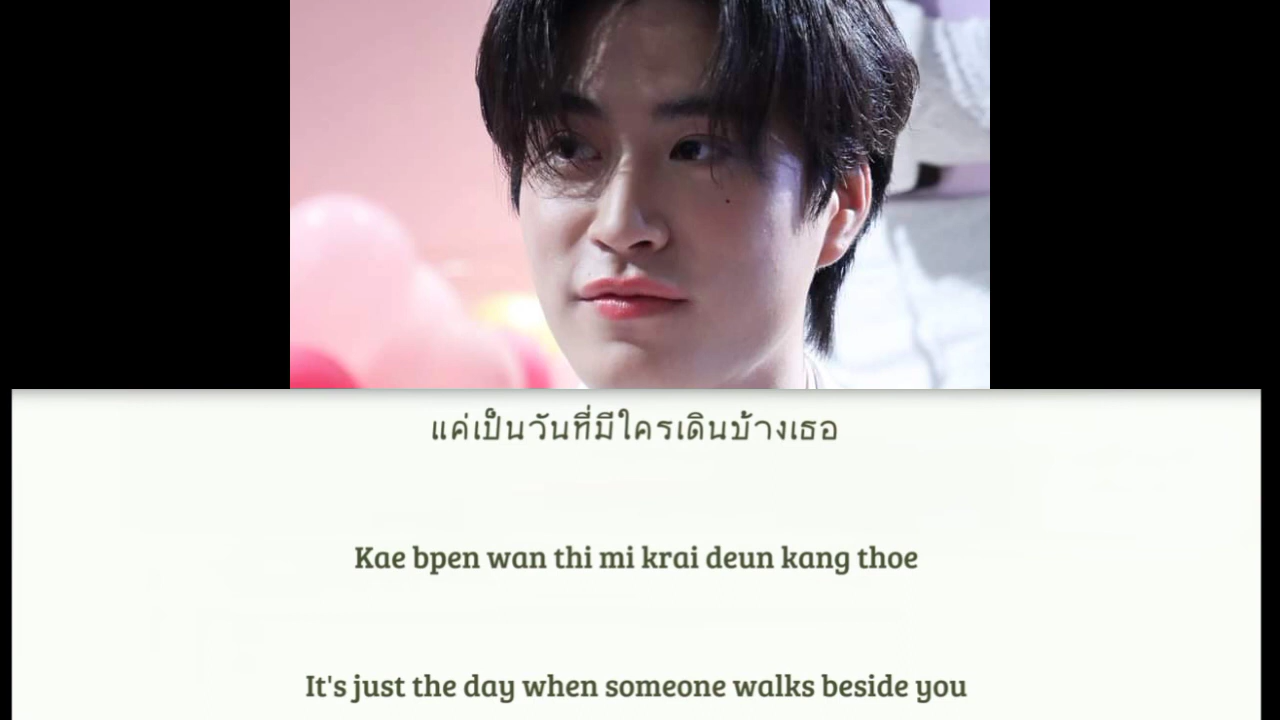 แค่เป็นวันที่มีใครเดินบ้างเธอ
Kae bpen wan thi mi krai deun kang thoe
It's just the day when someone walks beside you